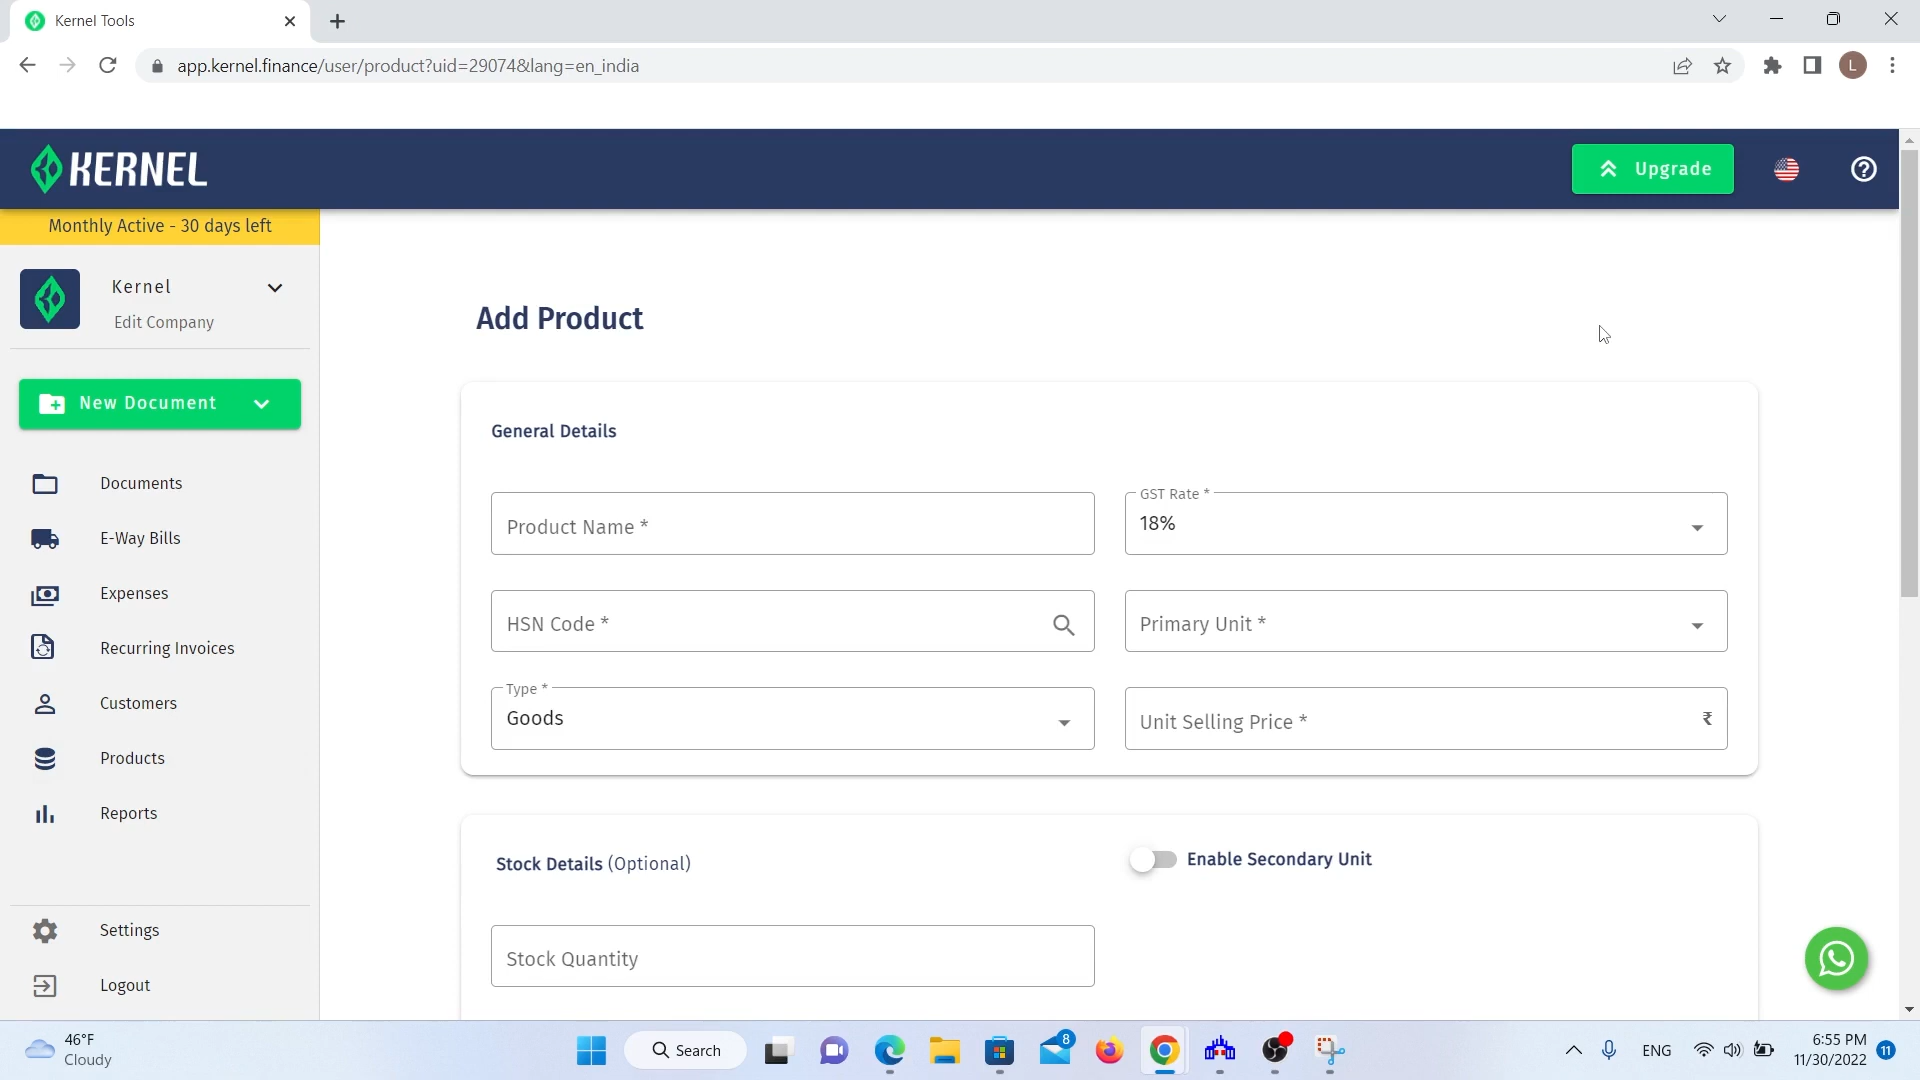 Kernel Tools
app.kernel.finance/user/product?uid=29074&lang=en_india
L
KERNEL
Upgrade
Monthly Active - 30 days left
Kernel
Edit Company
New Document
Documents
E-Way Bills
Expenses
Recurring Invoices
Customers
Products
Reports
Settings
Logout
Add Product
General Details
Product Name *
GST Rate *
18%
HSN Code *
Primary Unit *
Type *
Goods
Unit Selling Price *
₹
Stock Details (Optional)
Enable Secondary Unit
Stock Quantity
46°F
Cloudy
Search
8
ENG
6:55 PM
11/30/2022
11